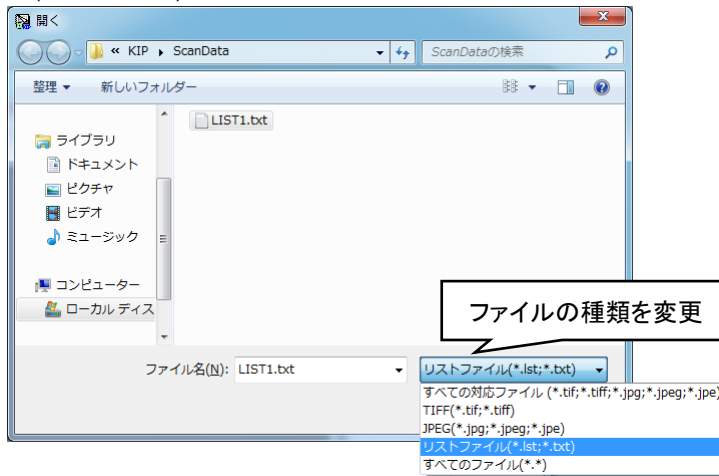 開く
« KIP ▸ ScanData
ScanDataの検索
整理 ▼ 新しいフォルダー
LIST1.txt
ライブラリ
ドキュメント
ピクチャ
ビデオ
ミュージック
コンピューター
ローカル ディス
ファイルの種類を変更
ファイル名(N): LIST1.txt
リストファイル(*.lst;*.txt)
すべての対応ファイル (*.tif;*.tiff;*.jpg;*.jpeg;*.jpe)
TIFF(*.tif;*.tiff)
JPEG(*.jpg;*.jpeg;*.jpe)
リストファイル(*.lst;*.txt)
すべてのファイル(*.*)